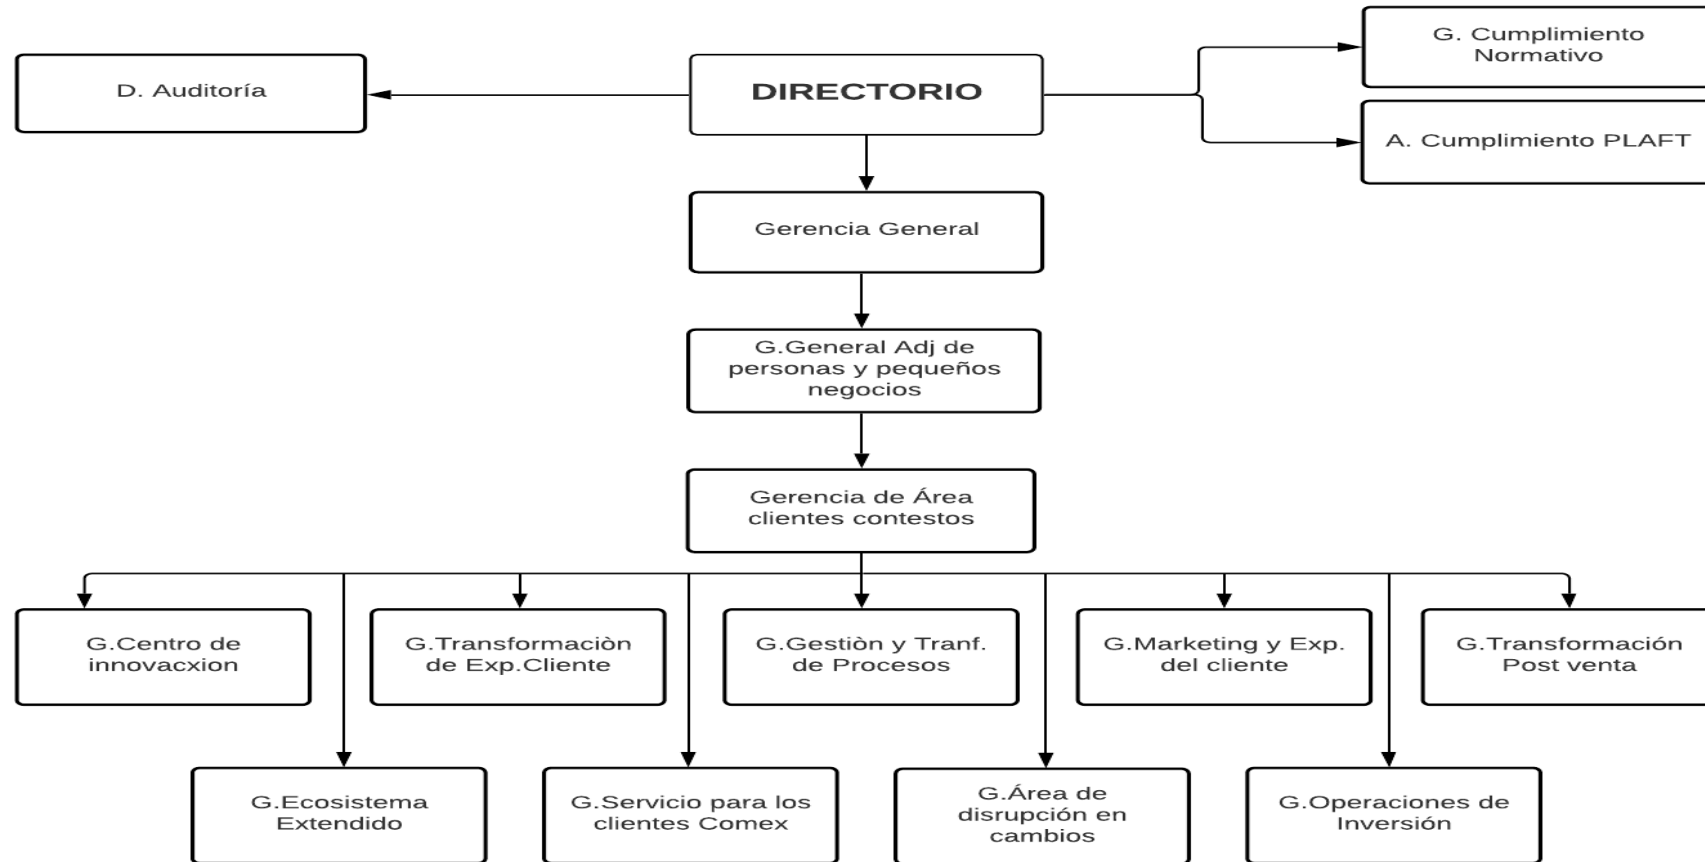 D. Auditoría
DIRECTORIO
G. Cumplimiento
Normativo
A. Cumplimiento PLAFT
Gerencia General
G.General Adj de
personas y pequeños
negocios
Gerencia de Área
clientes contestos
G.Centro de
innovacxion
G.Transformaciòn
de Exp.Cliente
G.Gestiòn y Tranf.
de Procesos
G.Marketing y Exp.
del cliente
G.Transformación
Post venta
G.Ecosistema
Extendido
G.Servicio para los
clientes Comex
G.Área de
disrupción en
cambios
G.Operaciones de
Inversión